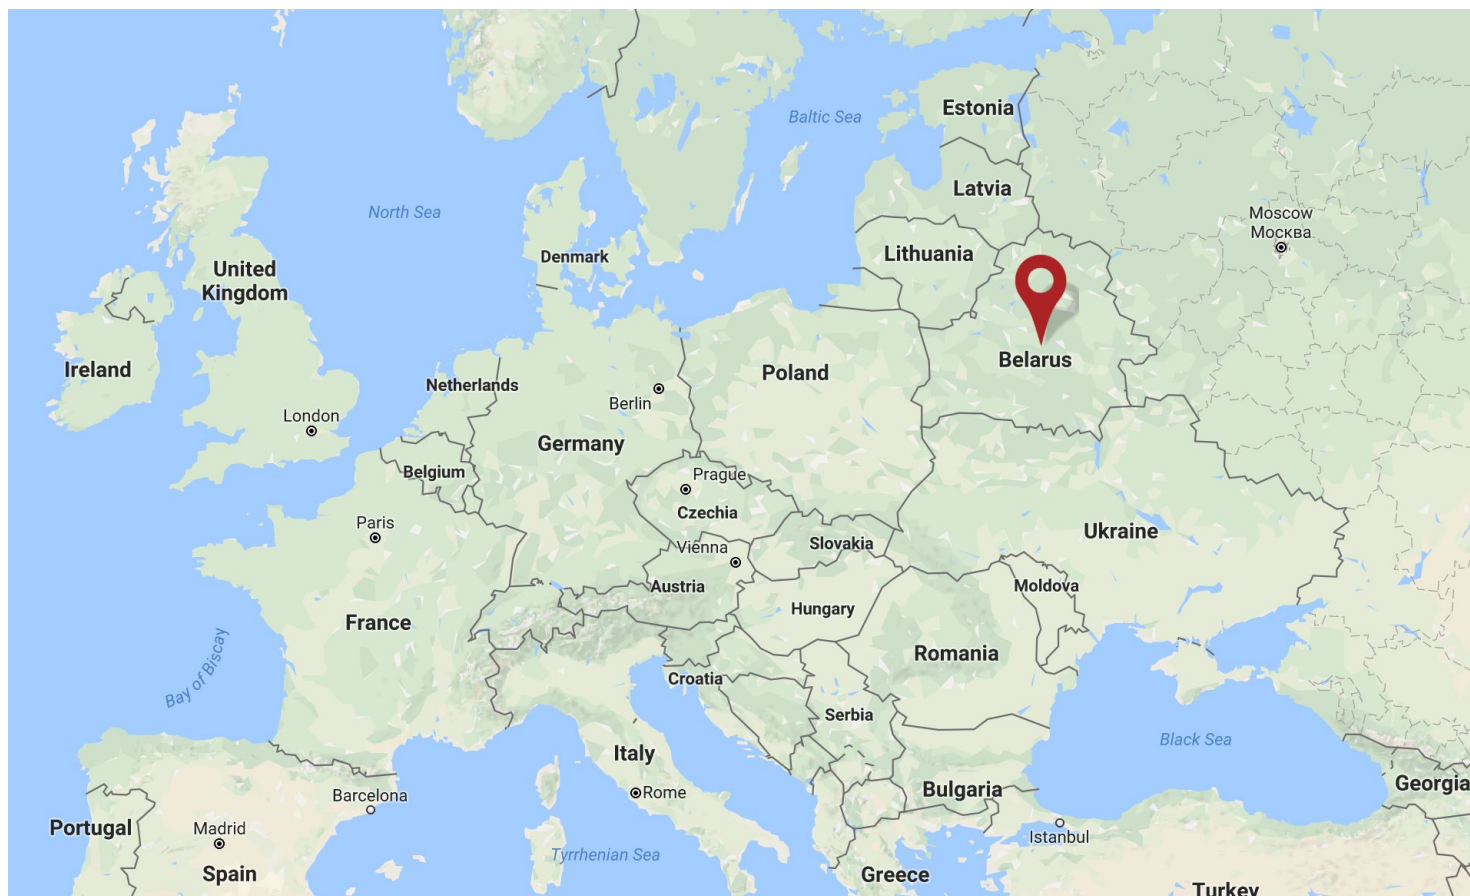 Estonia
Baltic Sea
Latvia
North Sea
Moscow
Москва
Lithuania
Denmark
United
Kingdom
Belarus
Ireland
Poland
Netherlands
Berlin
London
Germany
Belgium
Prague
Czechia
Paris
Ukraine
Slovakia
Vienna
Austria
Moldova
Hungary
France
Romania
Bay of Biscay
Croatia
Serbia
Black Sea
Italy
Georgia
Bulgaria
Rome
Barcelona
Portugal
Madrid
Istanbul
Tyrrhenian Sea
Spain
Greece
Turkey